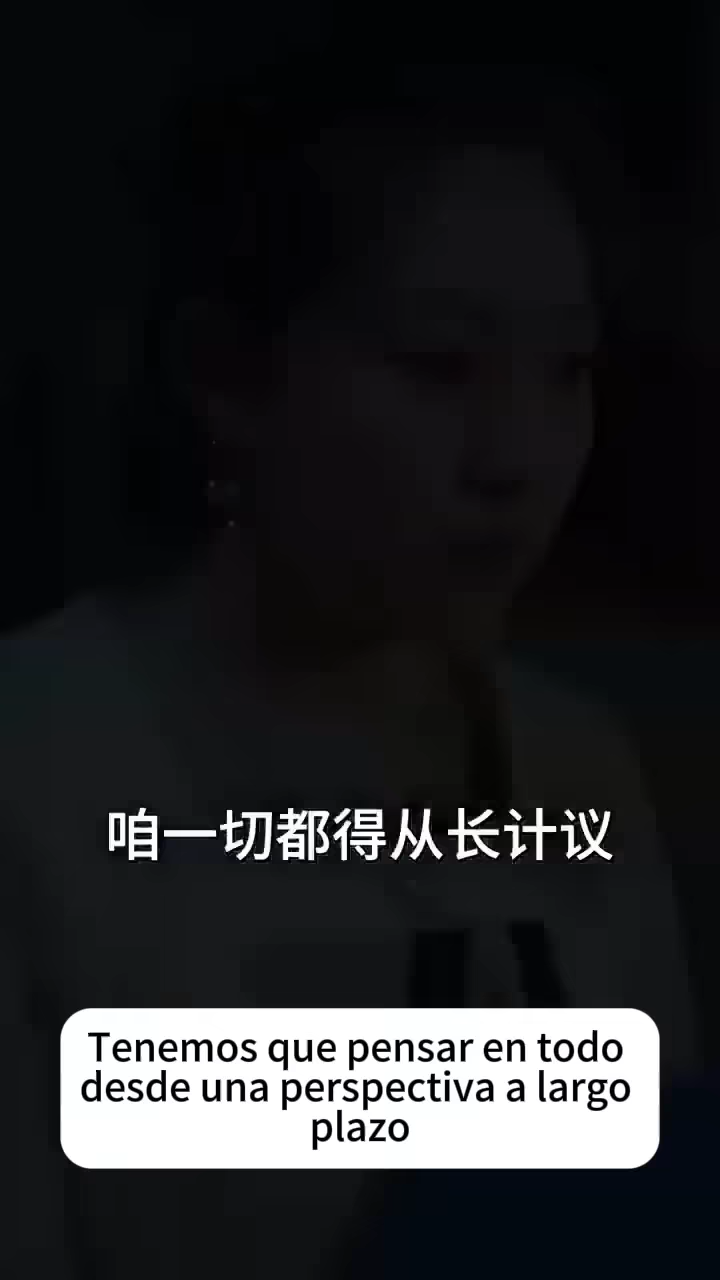 咱一切都得从长计议
Tenemos que pensar en todo
desde una perspectiva a largo
plazo